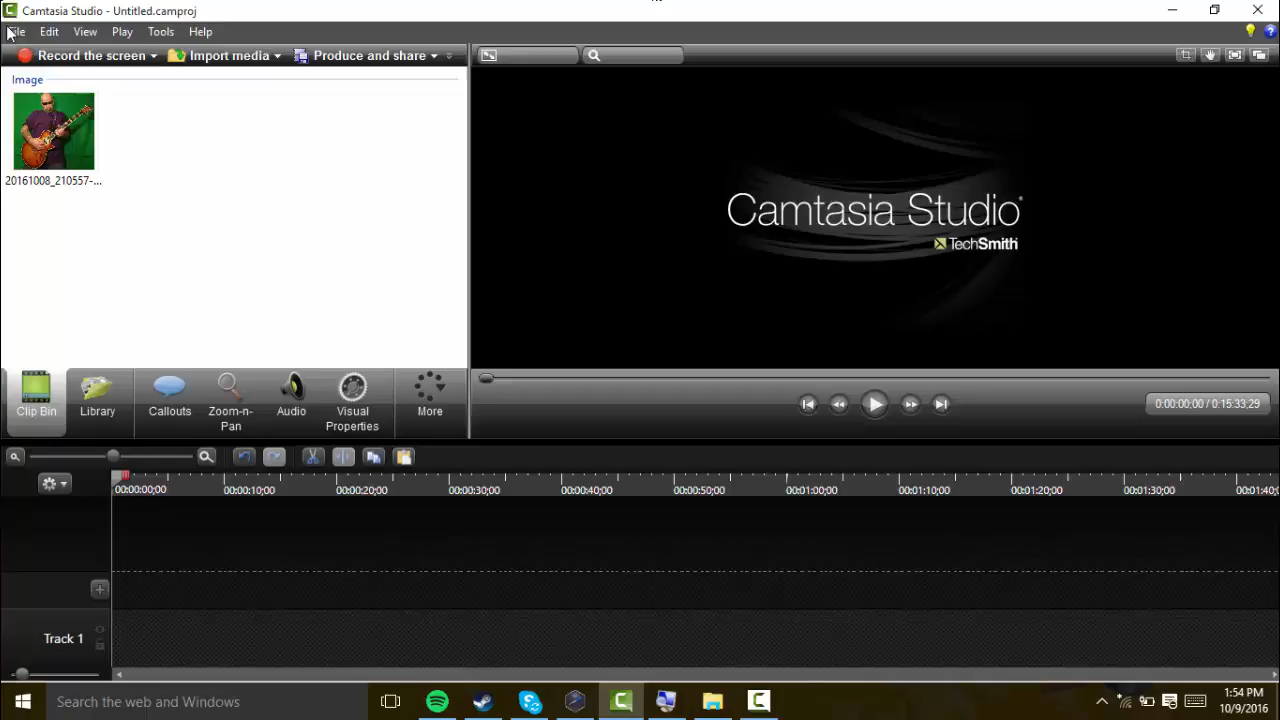 Camtasia Studio - Untitled.camproj
File Edit View Play Tools Help
Record the screen Import media Produce and share
Image
20161008_210557-...
Camtasia Studio
TechSmith
Clip Bin Library Callouts Zoom-n-Pan Audio Visual Properties More
0:00:00;00 / 0:15:33;29
00:00:00;00 00:00:10;00 00:00:20;00 00:00:30;00 00:00:40;00 00:00:50;00 00:01:00;00 00:01:10;00 00:01:20;00 00:01:30;00 00:01:40;
Track 1
Search the web and Windows
1:54 PM
10/9/2016